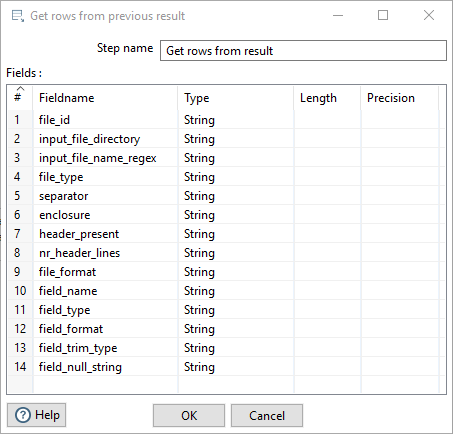 Get rows from previous result
Step name Get rows from result
Fields :
# Fieldname Type Length Precision
1 file_id String
2 input_file_directory String
3 input_file_name_regex String
4 file_type String
5 separator String
6 enclosure String
7 header_present String
8 nr_header_lines String
9 file_format String
10 field_name String
11 field_type String
12 field_format String
13 field_trim_type String
14 field_null_string String
? Help OK Cancel